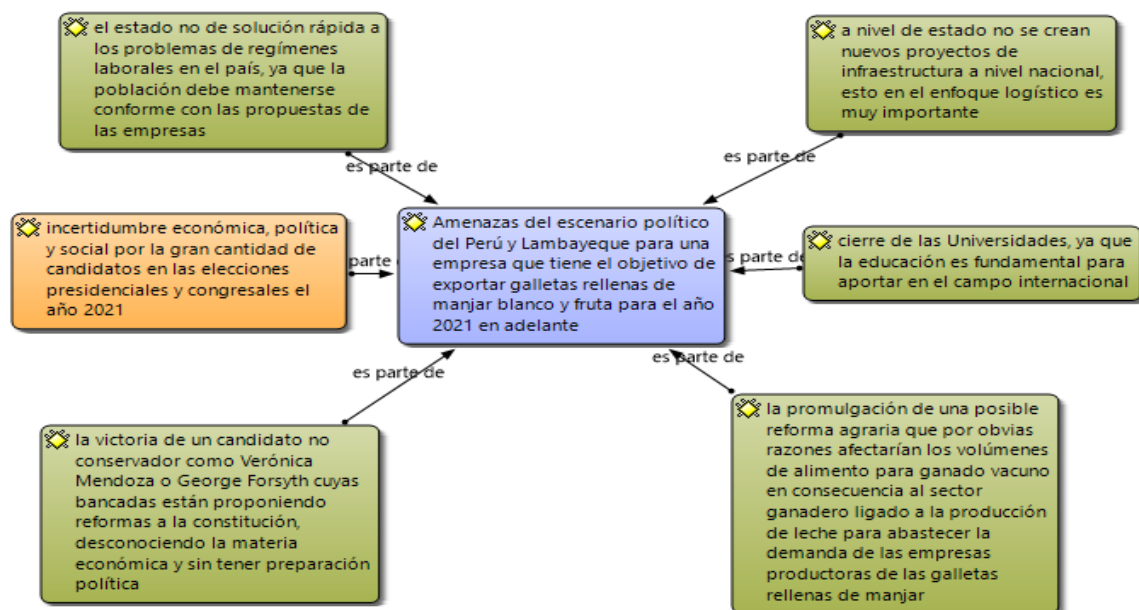 el estado no de solución rápida a
los problemas de regímenes
laborales en el país, ya que la
población debe mantenerse
conforme con las propuestas de
las empresas
a nivel de estado no se crean
nuevos proyectos de
infraestructura a nivel nacional,
esto en el enfoque logístico es
muy importante
es parte de
es parte de
incertidumbre económica, política
y social por la gran cantidad de
candidatos en las elecciones
presidenciales y congresales el
año 2021
parte
Amenazas del escenario político
del Perú y Lambayeque para una
empresa que tiene el objetivo de
exportar galletas rellenas de
manjar blanco y fruta para el año
2021 en adelante
es parte de
cierre de las Universidades, ya que
la educación es fundamental para
aportar en el campo internacional
es parte de
es parte de
la victoria de un candidato no
conservador como Verónica
Mendoza o George Forsyth cuyas
bancadas están proponiendo
reformas a la constitución,
desconociendo la materia
económica y sin tener preparación
política
la promulgación de una posible
reforma agraria que por obvias
razones afectarían los volúmenes
de alimento para ganado vacuno
en consecuencia al sector
ganadero ligado a la producción
de leche para abastecer la
demanda de las empresas
productoras de las galletas
rellenas de manjar